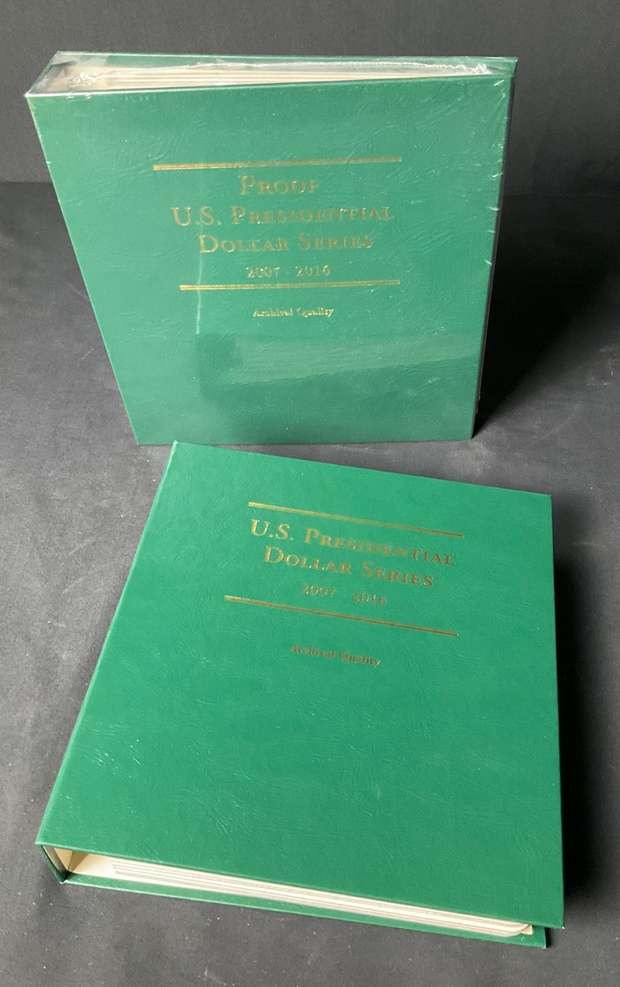 PROOF
U.S. PRESIDENTIAL
DOLLAR SERIES
2007 - 2016
Archival Quality
U.S. PRESIDENTIAL
DOLLAR SERIES
2007 - 2016
Archival Quality